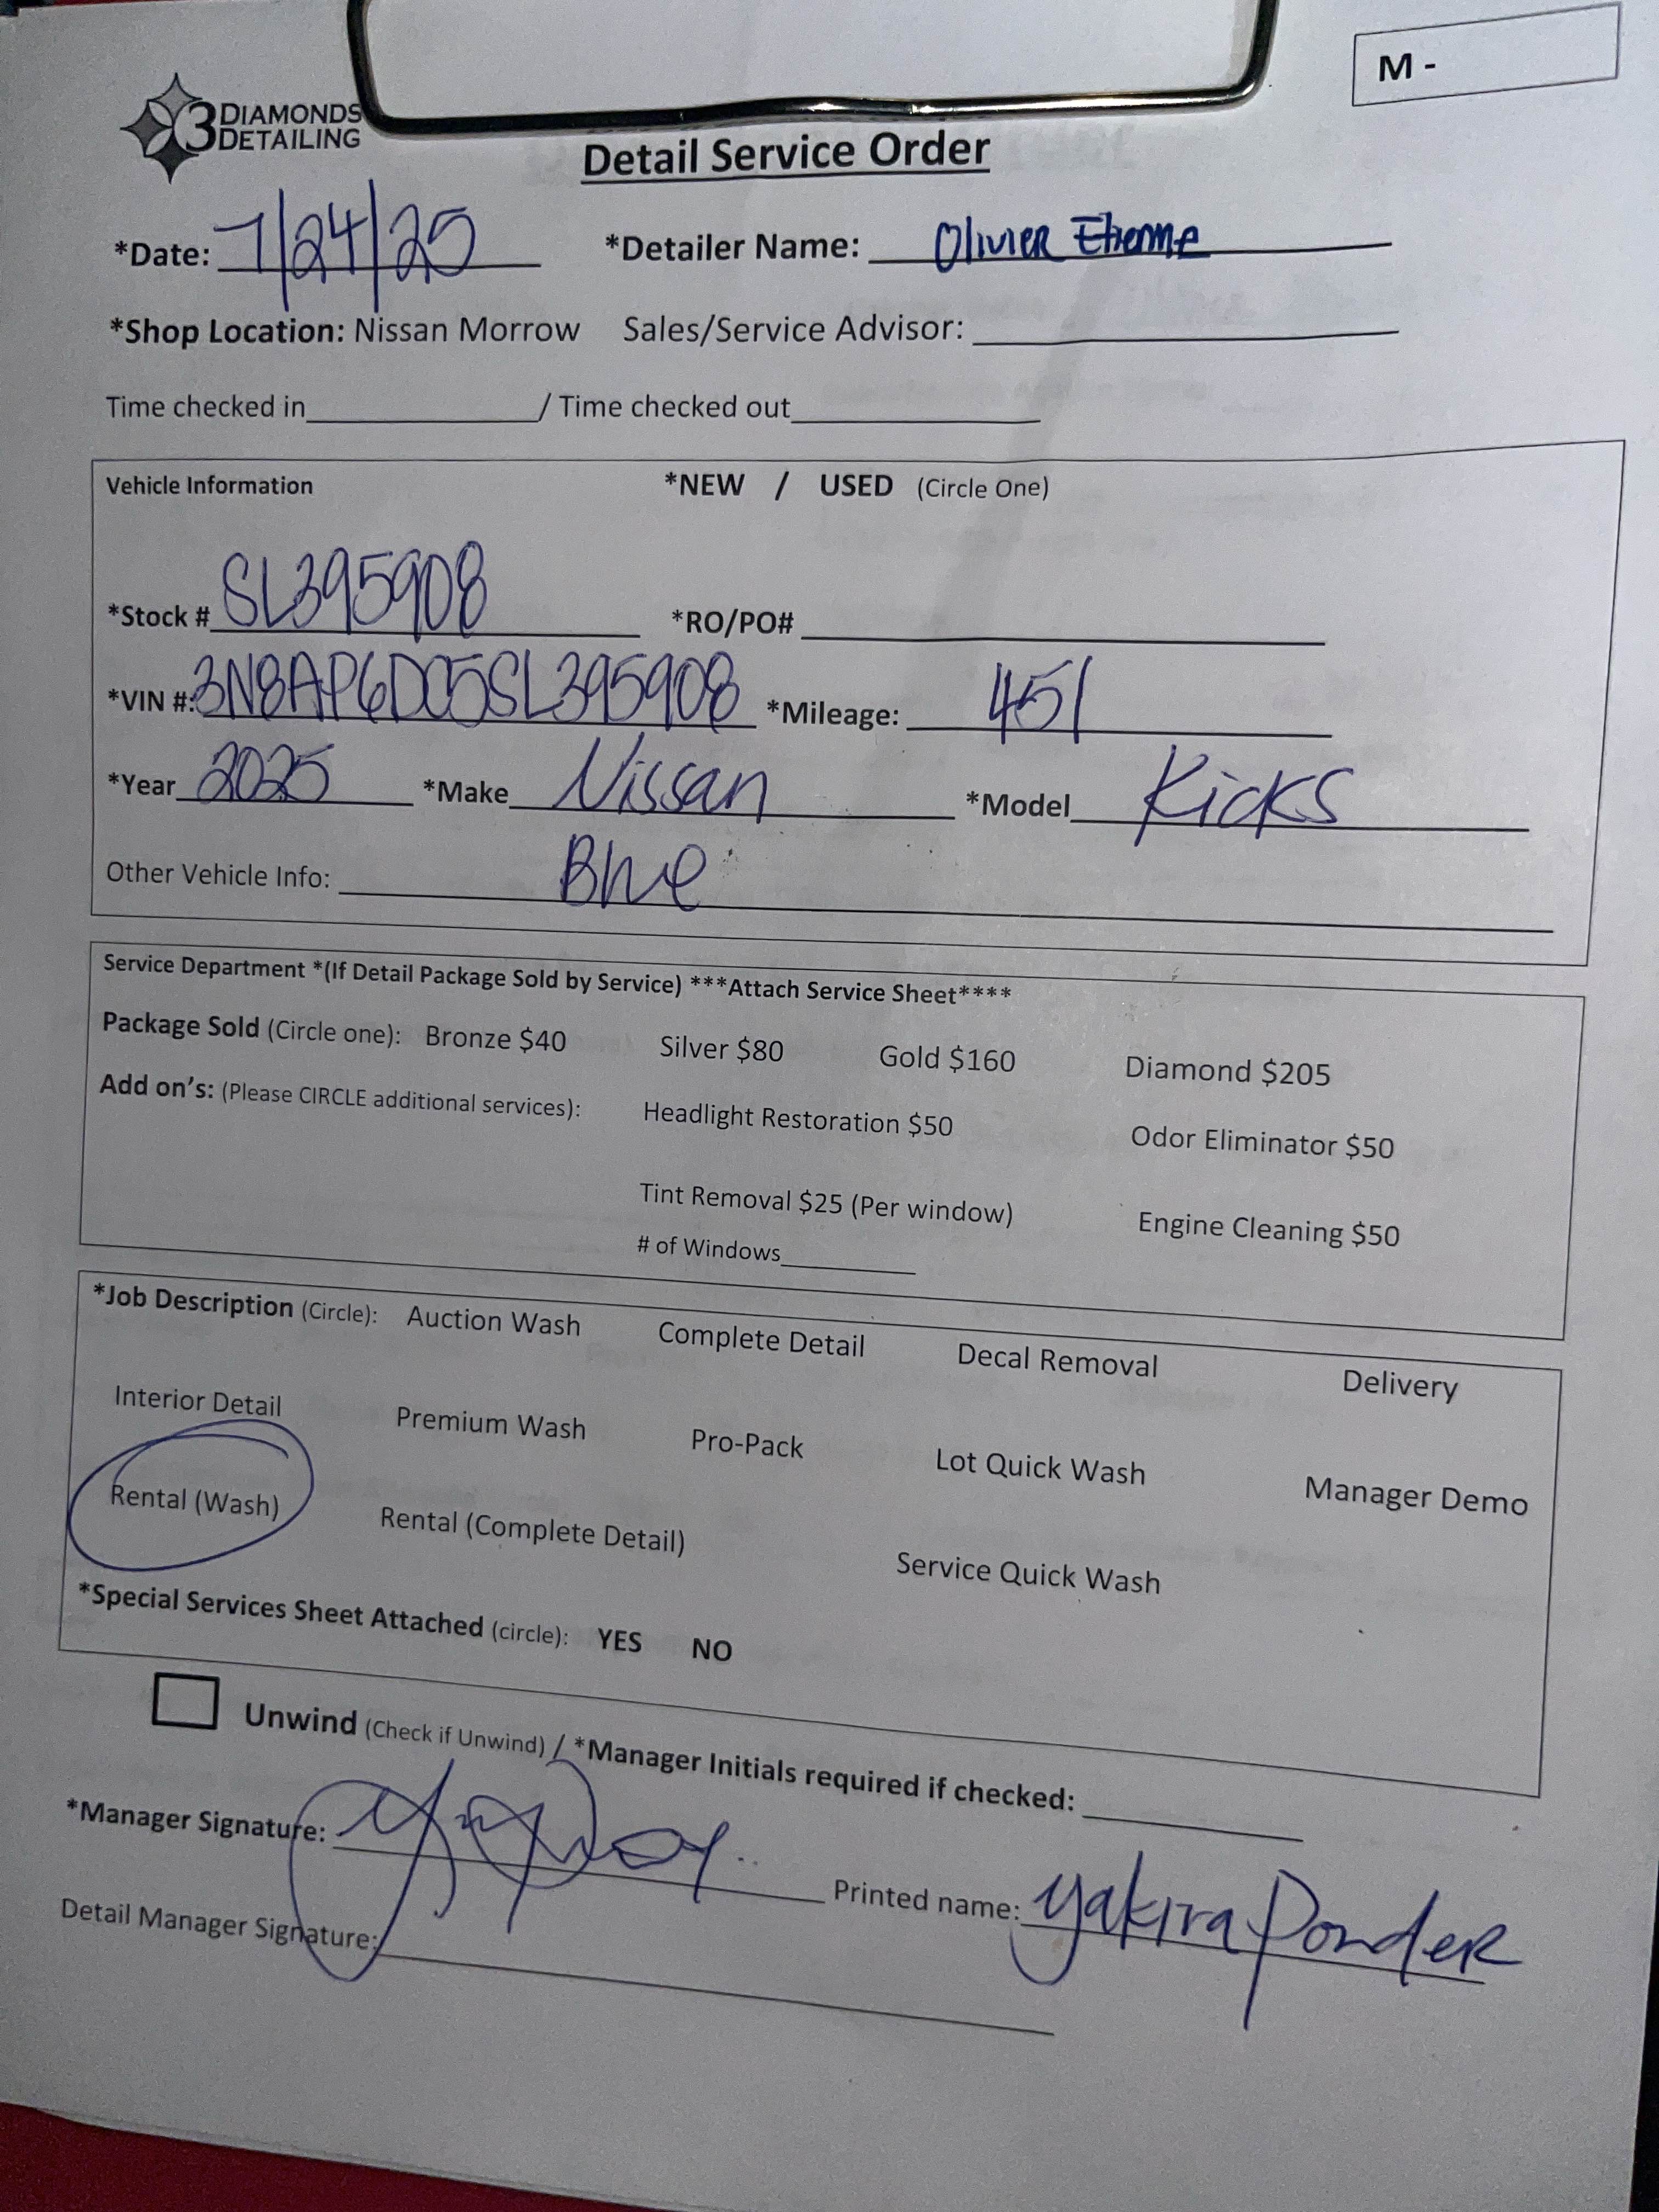 M -
3 DIAMONDS
DETAILING
Detail Service Order
*Date: 7/24/25 *Detailer Name: Olivier Etienne
*Shop Location: Nissan Morrow Sales/Service Advisor:
Time checked in / Time checked out
Vehicle Information *NEW / USED (Circle One)
*Stock # SL395908 *RO/PO#
*VIN #: 3N8AP6DC5SL395908 *Mileage: 451
*Year 2025 *Make Nissan *Model Kicks
Other Vehicle Info: Blue
Service Department *(If Detail Package Sold by Service) ***Attach Service Sheet****
Package Sold (Circle one): Bronze $40 Silver $80 Gold $160 Diamond $205
Add on's: (Please CIRCLE additional services): Headlight Restoration $50 Odor Eliminator $50
Tint Removal $25 (Per window) Engine Cleaning $50
# of Windows
*Job Description (Circle): Auction Wash Complete Detail Decal Removal Delivery
Interior Detail Premium Wash Pro-Pack Lot Quick Wash Manager Demo
Rental (Wash) Rental (Complete Detail) Service Quick Wash
*Special Services Sheet Attached (circle): YES NO
Unwind (Check if Unwind) / *Manager Initials required if checked:
*Manager Signature: Printed name: Yakira Ponder
Detail Manager Signature: